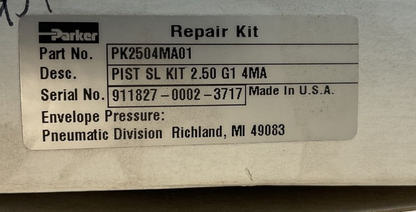 Parker Repair Kit
Part No. PK2504MA01
Desc. PIST SL KIT 2.50 G1 4MA
Serial No. 911827-0002-3717 Made In U.S.A.
Envelope Pressure:
Pneumatic Division Richland, MI 49083